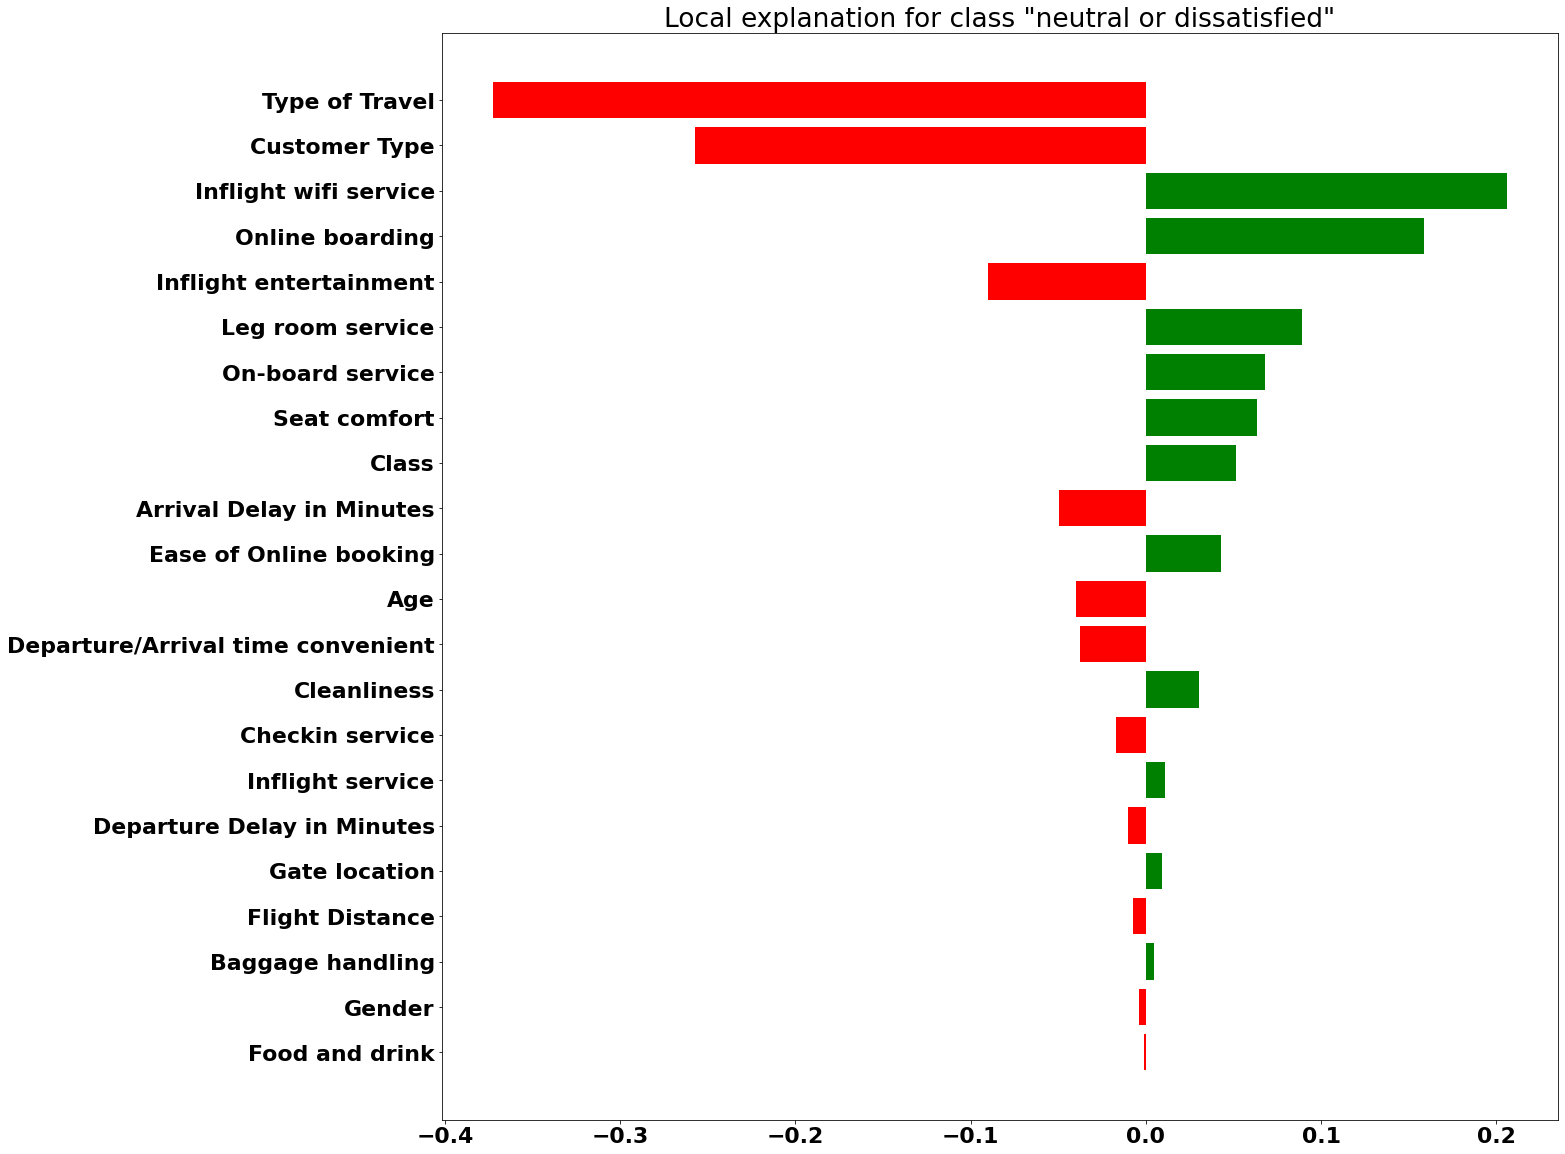 Local explanation for class "neutral or dissatisfied"
Type of Travel
Customer Type
Inflight wifi service
Online boarding
Inflight entertainment
Leg room service
On-board service
Seat comfort
Class
Arrival Delay in Minutes
Ease of Online booking
Age
Departure/Arrival time convenient
Cleanliness
Checkin service
Inflight service
Departure Delay in Minutes
Gate location
Flight Distance
Baggage handling
Gender
Food and drink
−0.4 −0.3 −0.2 −0.1 0.0 0.1 0.2